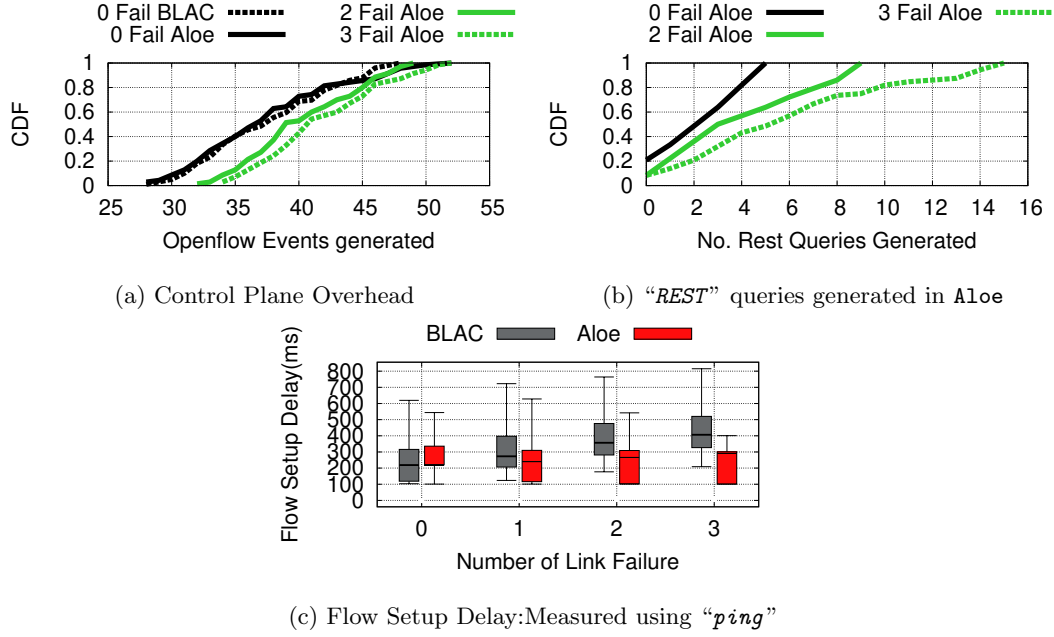 0 Fail BLAC
0 Fail Aloe
2 Fail Aloe
3 Fail Aloe
CDF
1
0.8
0.6
0.4
0.2
0
25 30 35 40 45 50 55
Openflow Events generated
(a) Control Plane Overhead
0 Fail Aloe
2 Fail Aloe
3 Fail Aloe
CDF
1
0.8
0.6
0.4
0.2
0
0 2 4 6 8 10 12 14 16
No. Rest Queries Generated
(b) “REST” queries generated in Aloe
BLAC Aloe
Flow Setup Delay(ms)
800
700
600
500
400
300
200
100
0
0 1 2 3
Number of Link Failure
(c) Flow Setup Delay:Measured using “ping”